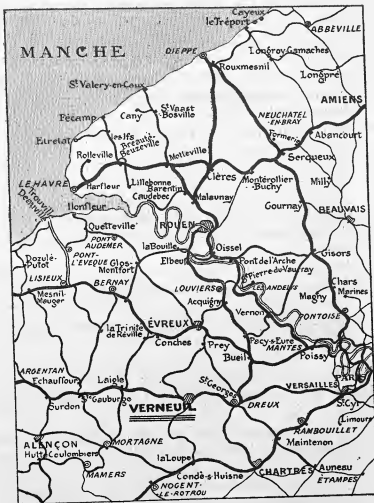 Cayeux
le Tréport
ABBEVILLE
MANCHE
DIEPPE
Longroy-Gamaches
Rouxmesnil
Longpré
St Valery-en-Caux
AMIENS
Cany
St Vaast
Bosville
NEUCHATEL
EN-BRAY
Fécamp
Formerie
Abancourt
Etretat
les Ifs
Bréauté
Beuzeville
Motteville
Serqueux
Rolleville
Clères
Montérollier
Buchy
Milly
LE HAVRE
Harfleur
Lillebonne
Barentin
Caudebec
Malaunay
Trouville
Deauville
Honfleur
Gournay
BEAUVAIS
Quetteville
ROUEN
PONT
AUDEMER
la Bouille
Oissel
Dozulé
Putot
PONT-
L'EVEQUE
Glos-
Montfort
Elbeuf
Pont de l'Arche
Gisors
Pierre du Vauvray
LISIEUX
LES ANDELYS
Chars
Marines
Mesnil
Mauger
BERNAY
LOUVIERS
Magny
Acquigny
PONTOISE
Vernon
la Trinité
de Réville
ÉVREUX
Pacy-s-Eure
MANTES
Conches
Prey
Bueil
Poissy
ARGENTAN
St Georges
PARIS
Echauffour
Laigle
VERSAILLES
Surdon
St Gauburge
VERNEUIL
DREUX
St Cyr
Limours
RAMBOUILLET
ALENÇON
MORTAGNE
Maintenon
Hutte-Coulombiers
la Loupe
MAMERS
Condé-s-Huisne
CHARTRES
Auneau
NOGENT-
LE-ROTROU
ÉTAMPES